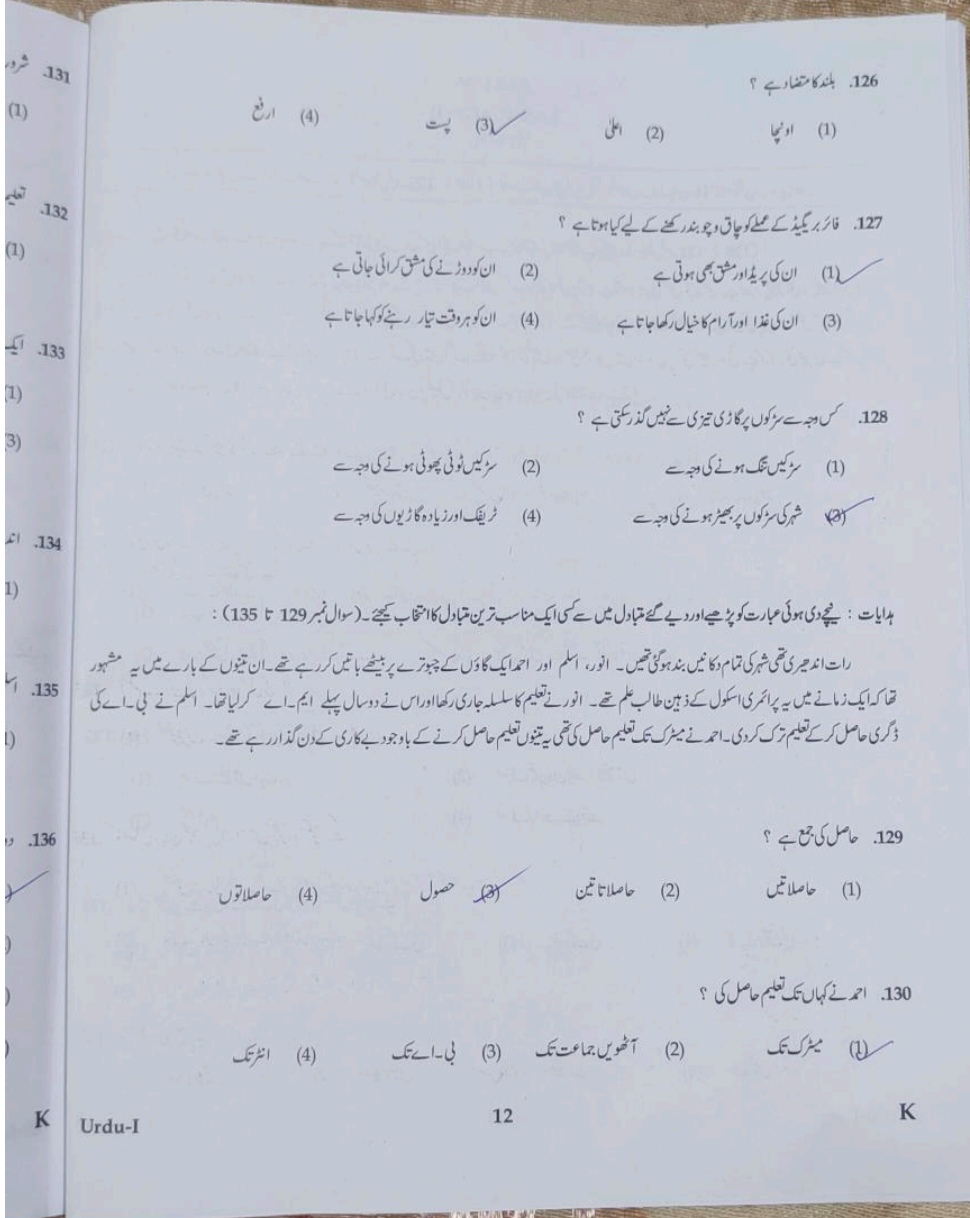 126. بلند کا متضاد ہے ؟
(1) اونچا (2) اعلیٰ (3) پست (4) ارفع
127. فائر بریگیڈ کے عملے کو چاق و چوبندر کھنے کے لیے کیا ہوتا ہے ؟
(1) ان کی پریڈ اور مشق بھی ہوتی ہے (2) ان کو دوڑنے کی مشق کرائی جاتی ہے
(3) ان کی غذا اور آرام کا خیال رکھا جاتا ہے (4) ان کو ہر وقت تیار رہنے کو کہا جاتا ہے
128. کس وجہ سے سڑکوں پر گاڑی تیزی سے نہیں گذر سکتی ہے ؟
(1) سڑکیں تنگ ہونے کی وجہ سے (2) سڑکیں ٹوٹی پھوٹی ہونے کی وجہ سے
(3) شہر کی سڑکوں پر بھیڑ ہونے کی وجہ سے (4) ٹریفک اور زیادہ گاڑیوں کی وجہ سے
ہدایات : نیچے دی ہوئی عبارت کو پڑھیے اور دیے گئے متبادل میں سے کسی ایک مناسب ترین متبادل کا انتخاب کیجئے۔ (سوال نمبر 129 تا 135) :
رات اندھیری تھی شہر کی تمام دکانیں بند ہو گئی تھیں۔ انور، اسلم اور احمد ایک گاؤں کے چبوترے پر بیٹھے باتیں کر رہے تھے۔ ان تینوں کے بارے میں یہ مشہور
تھا کہ ایک زمانے میں یہ پرائمری اسکول کے ذہین طالب علم تھے۔ انور نے تعلیم کا سلسلہ جاری رکھا اور اس نے دو سال پہلے ایم۔اے کر لیا تھا۔ اسلم نے بی۔اے کی
ڈگری حاصل کر کے تعلیم ترک کر دی۔ احمد نے میٹرک تک تعلیم حاصل کی تھی یہ تینوں تعلیم حاصل کرنے کے باوجود بے کاری کے دن گذار رہے تھے۔
129. حاصل کی جمع ہے ؟
(1) حاصلاتیں (2) حاصلاتاتین (3) حصول (4) حاصلاتوں
130. احمد نے کہاں تک تعلیم حاصل کی ؟
(1) میٹرک تک (2) آٹھویں جماعت تک (3) بی۔اے تک (4) انٹر تک
Urdu-I 12 K
131.
(1)
132.
(1)
133. ایک
(1)
(3)
134.
(1)
135.
136.
K